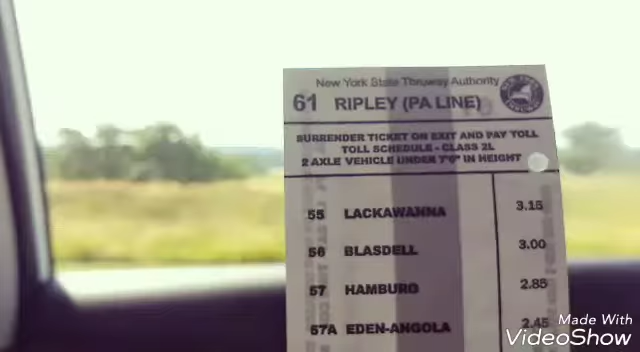 New York State Thruway Authority
61 RIPLEY (PA LINE)
SURRENDER TICKET ON EXIT AND PAY TOLL
TOLL SCHEDULE - CLASS 2L
2 AXLE VEHICLE UNDER 7'6" IN HEIGHT
55 LACKAWANNA 3.15
56 BLASDELL 3.00
57 HAMBURG 2.85
57A EDEN-ANGOLA 2.45
Made With
VideoShow